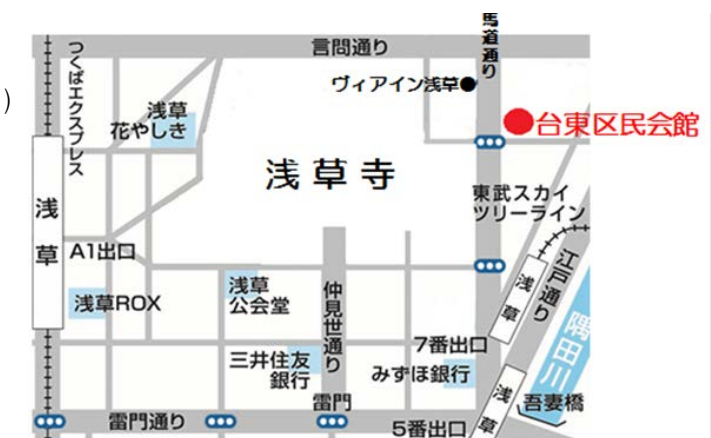 言問通り
馬道通り
つくばエクスプレス
)
ヴィアイン浅草
浅草
花やしき
台東区民会館
浅草寺
東武スカイ
ツリーライン
浅草
A1出口
江戸通り
浅草
浅草ROX
浅草
公会堂
仲見世通り
隅田川
7番出口
三井住友
銀行
みずほ銀行
浅草
吾妻橋
雷門
雷門通り
5番出口